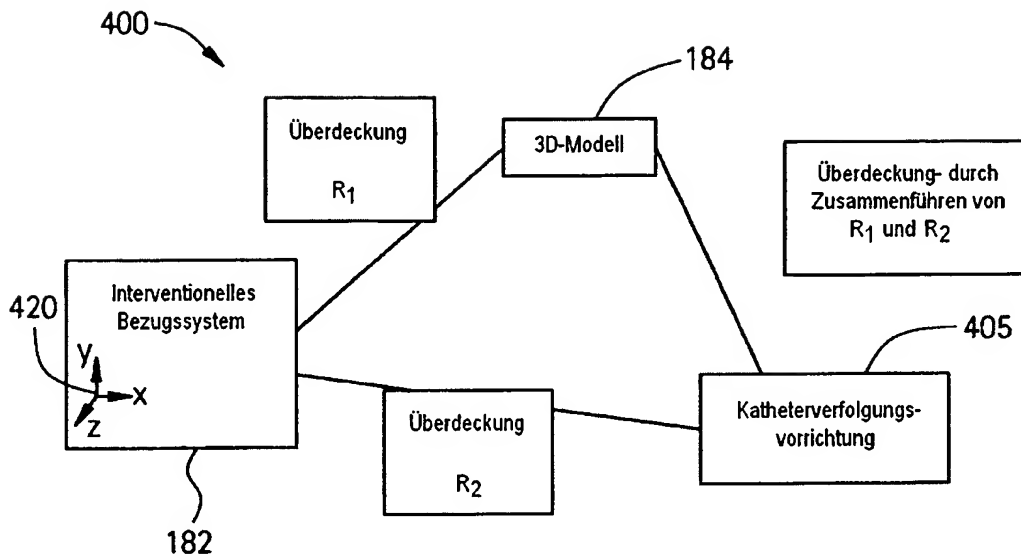 400
184
Überdeckung
R1
3D-Modell
Überdeckung- durch
Zusammenführen von
R1 und R2
Interventionelles
Bezugssystem
420
y
x
z
405
Überdeckung
R2
Katheterverfolgungs-
vorrichtung
182